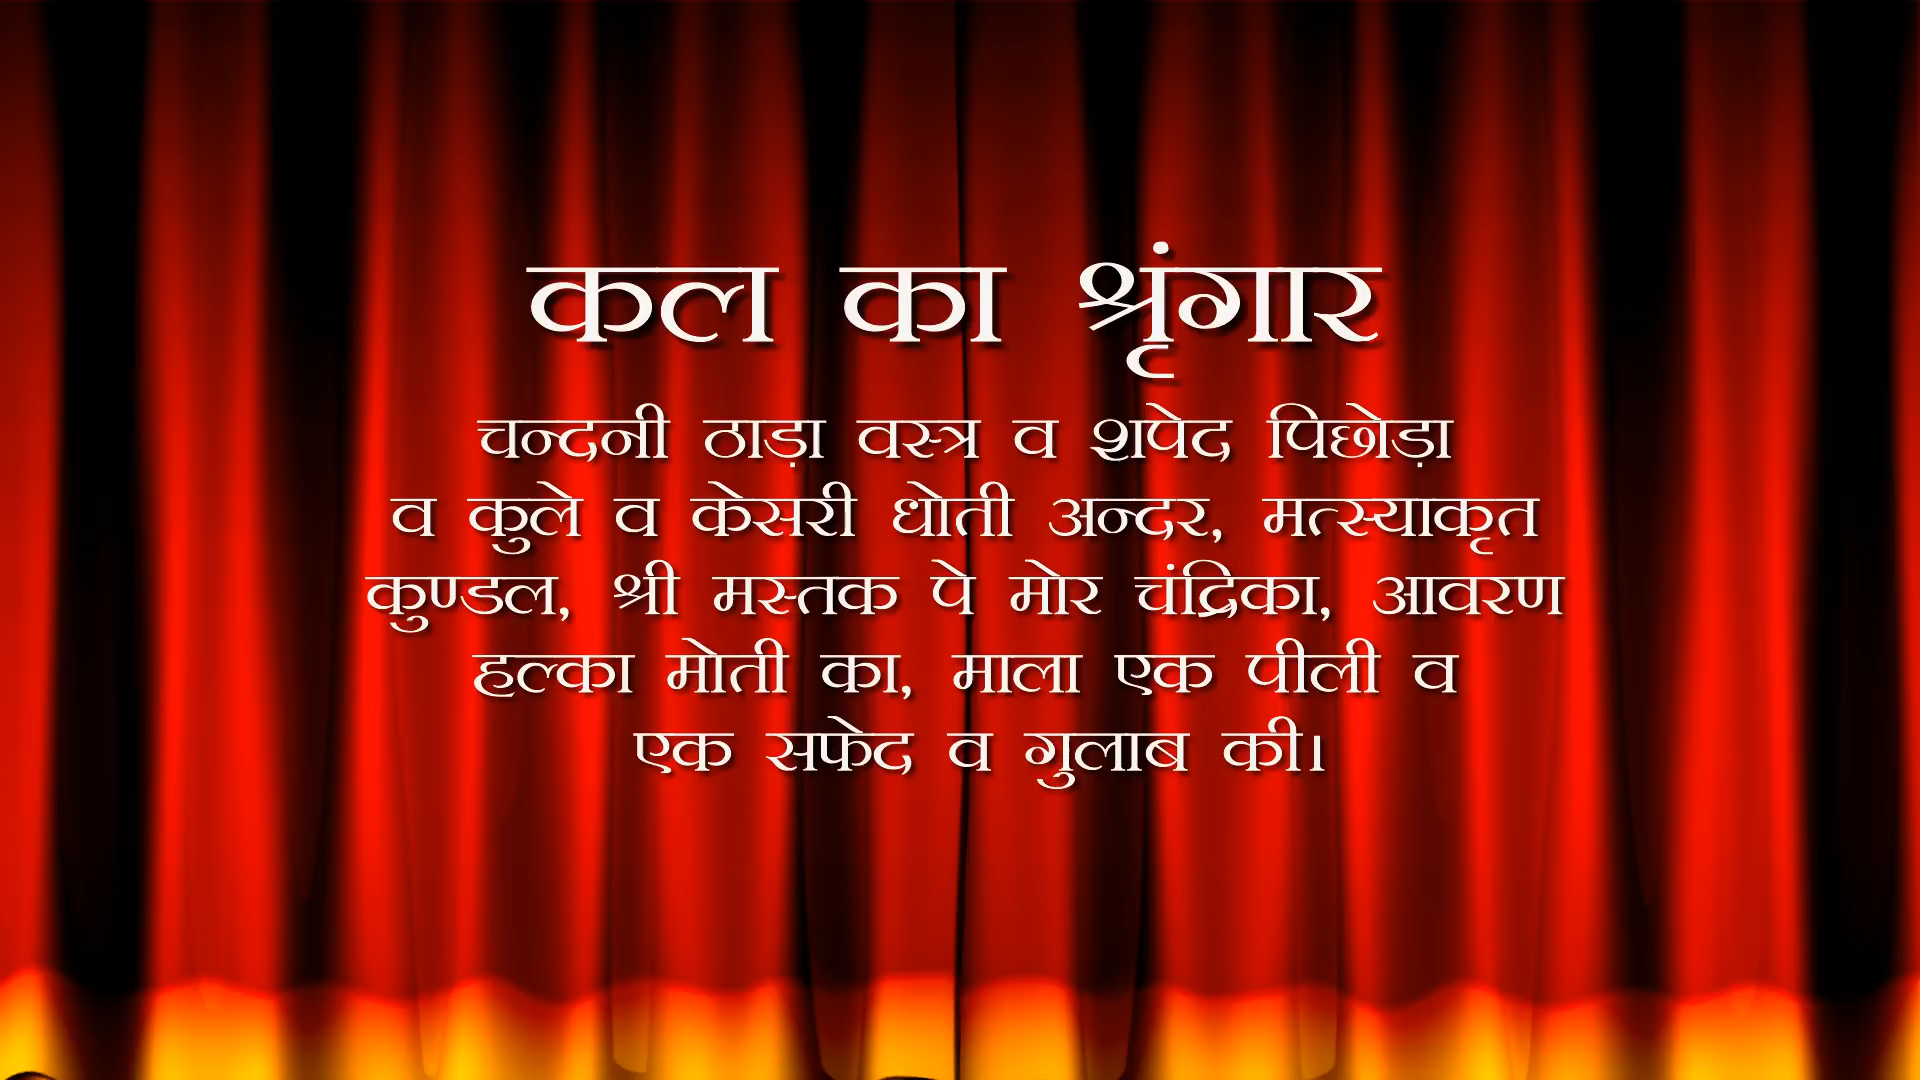 कल का श्रृंगार
चन्दनी ठाड़ा वस्त्र व शपेद पिछोड़ा
व कुले व केसरी धोती अन्दर, मत्स्याकृत
कुण्डल, श्री मस्तक पे मोर चंद्रिका, आवरण
हल्का मोती का, माला एक पीली व
एक सफेद व गुलाब की।